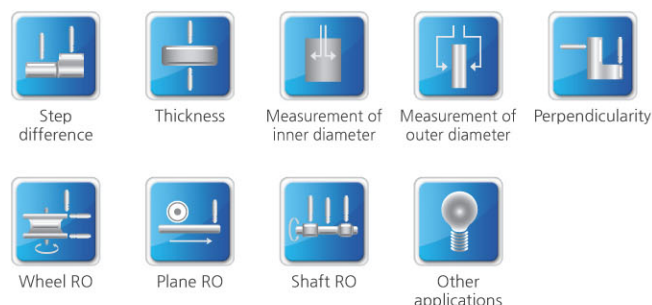 Step
difference
Thickness
Measurement of
inner diameter
Measurement of
outer diameter
Perpendicularity
Wheel RO
Plane RO
Shaft RO
Other
applications